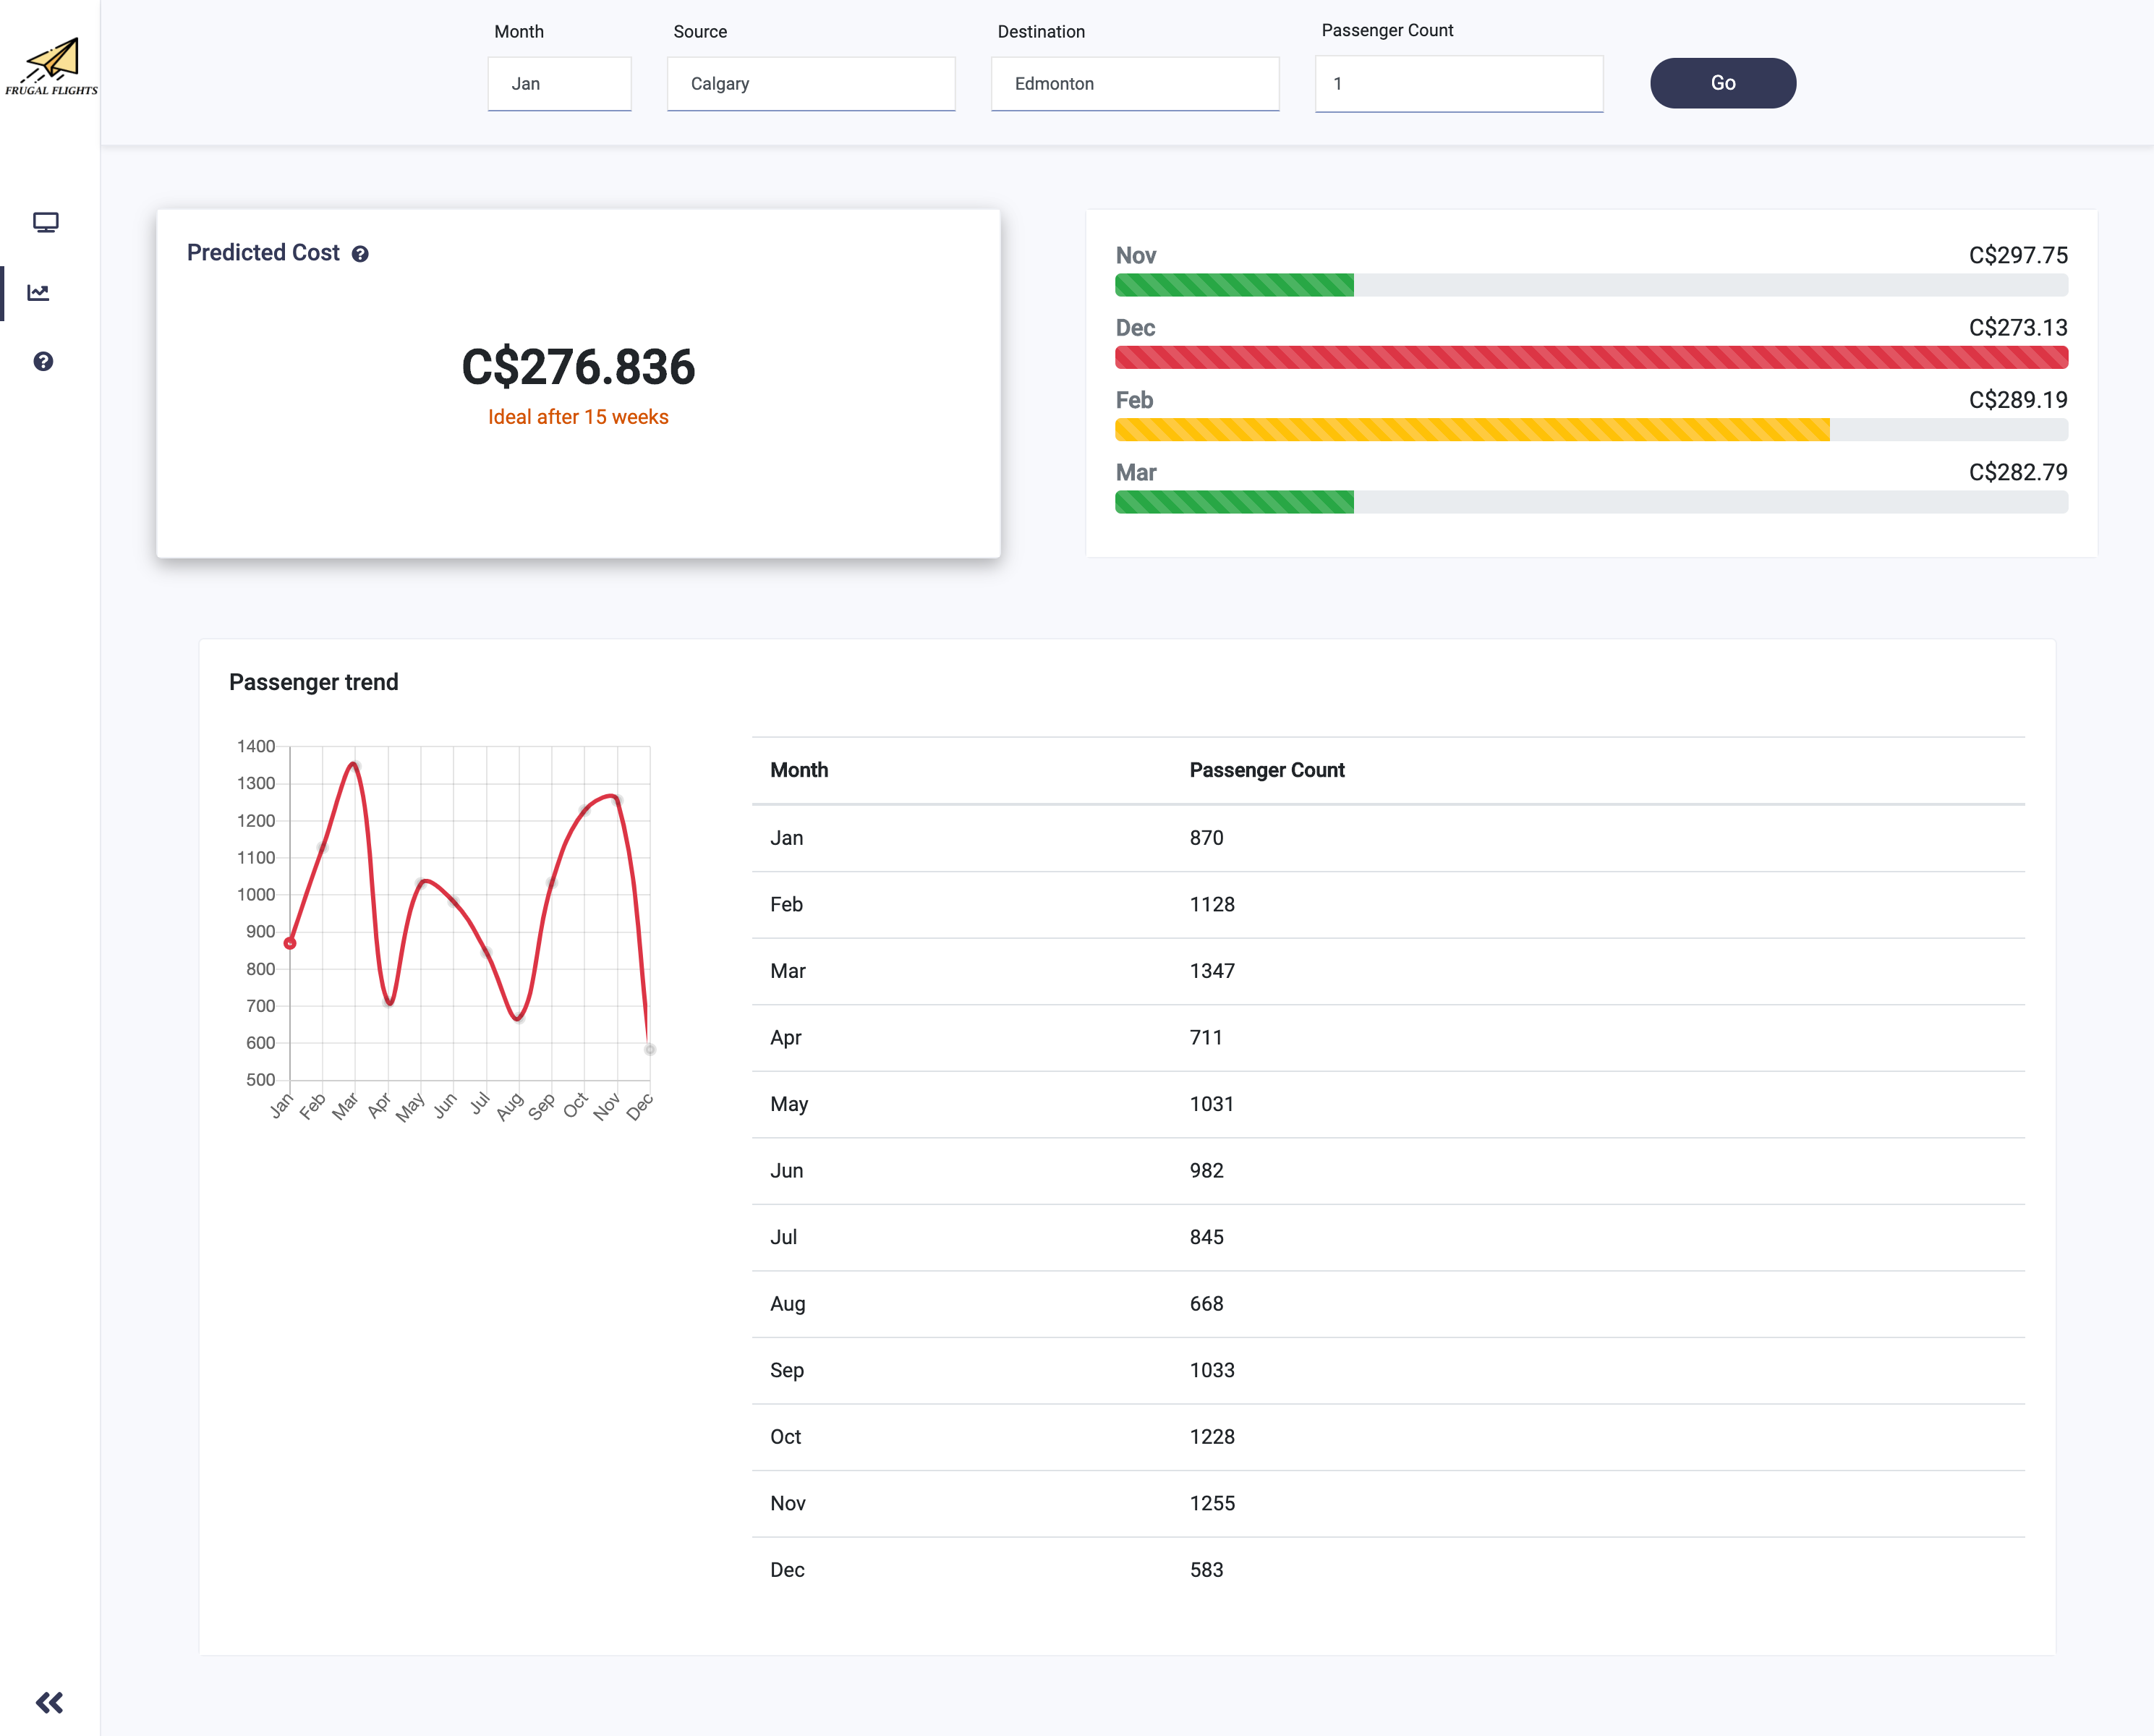 FRUGAL FLIGHTS
Month
Source
Destination
Passenger Count
Jan
Calgary
Edmonton
1
Go
Predicted Cost ?
C$276.836
Ideal after 15 weeks
Nov C$297.75
Dec C$273.13
Feb C$289.19
Mar C$282.79
Passenger trend
1400
1300
1200
1100
1000
900
800
700
600
500
Jan Feb Mar Apr May Jun Jul Aug Sep Oct Nov Dec
Month Passenger Count
Jan 870
Feb 1128
Mar 1347
Apr 711
May 1031
Jun 982
Jul 845
Aug 668
Sep 1033
Oct 1228
Nov 1255
Dec 583